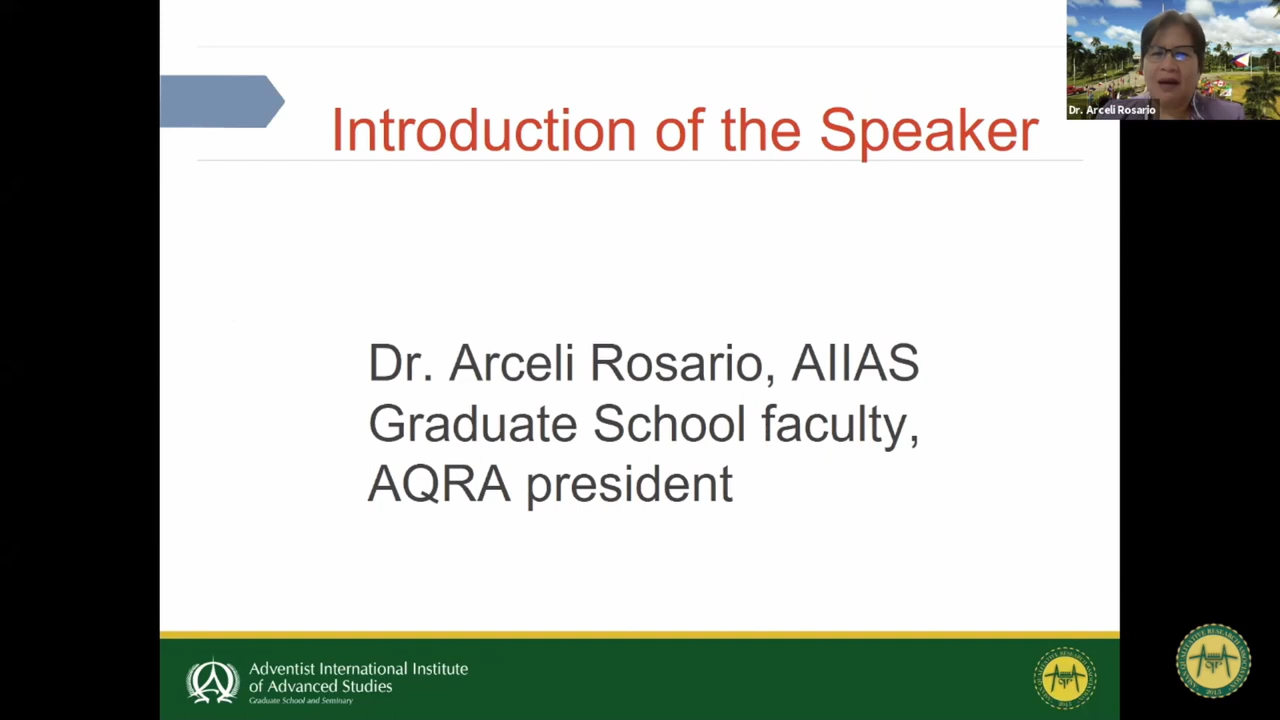 Dr. Arceli Rosario
Introduction of the Speaker
Dr. Arceli Rosario, AIIAS
Graduate School faculty,
AQRA president
Adventist International Institute
of Advanced Studies
Graduate School and Seminary